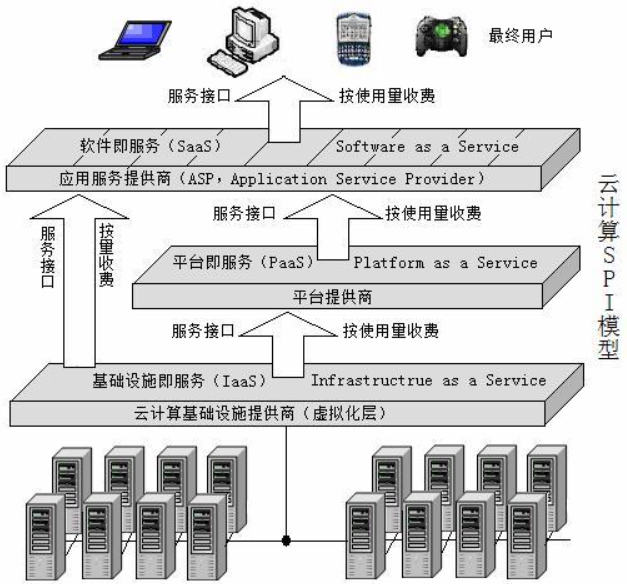 最终用户
服务接口 按使用量收费
软件即服务（SaaS） Software as a Service
应用服务提供商（ASP，Application Service Provider）
服务接口 按使用量收费
服务接口
按量收费
平台即服务（PaaS） Platform as a Service
平台提供商
服务接口 按使用量收费
基础设施即服务（IaaS） Infrastructrue as a Service
云计算基础设施提供商（虚拟化层）
云计算SPI模型